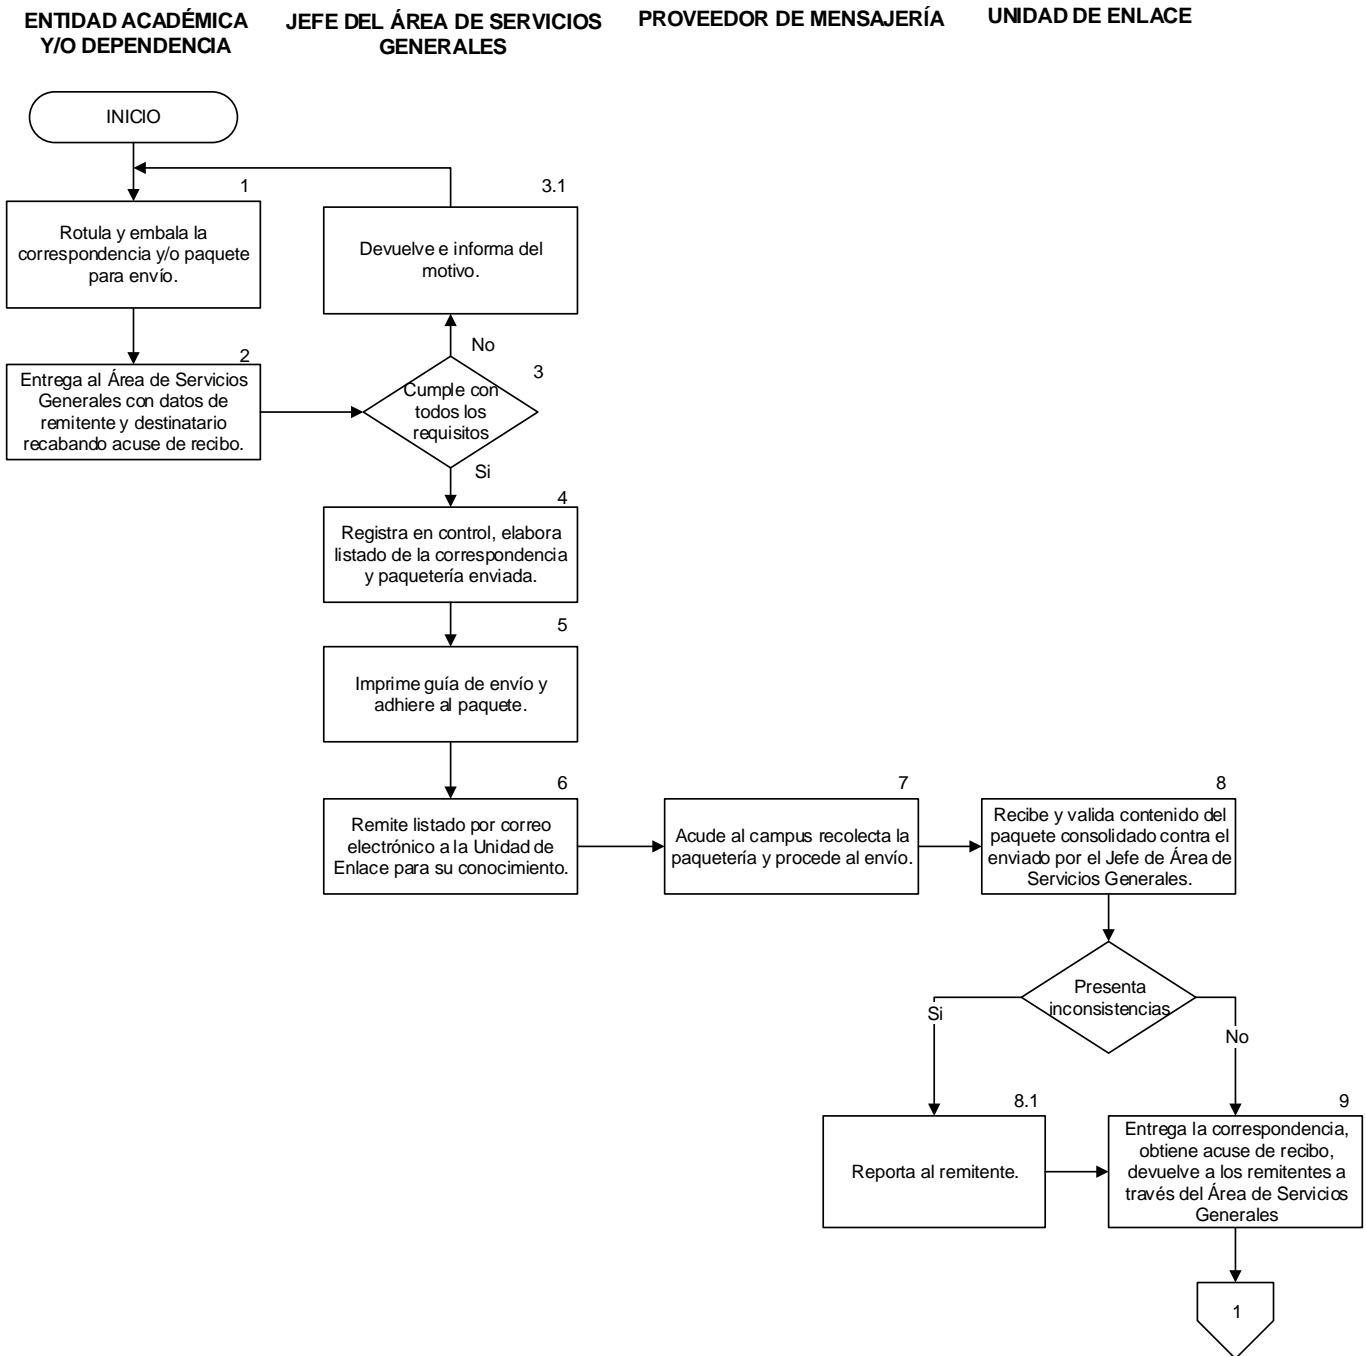 ENTIDAD ACADÉMICA
Y/O DEPENDENCIA
JEFE DEL ÁREA DE SERVICIOS
GENERALES
PROVEEDOR DE MENSAJERÍA
UNIDAD DE ENLACE
INICIO
1
Rotula y embala la
correspondencia y/o paquete
para envío.
3.1
Devuelve e informa del
motivo.
No
2
Entrega al Área de Servicios
Generales con datos de
remitente y destinatario
recabando acuse de recibo.
3
Cumple con
todos los
requisitos
Si
4
Registra en control, elabora
listado de la correspondencia
y paquetería enviada.
5
Imprime guía de envío y
adhiere al paquete.
6
Remite listado por correo
electrónico a la Unidad de
Enlace para su conocimiento.
7
Acude al campus recolecta la
paquetería y procede al envío.
8
Recibe y valida contenido del
paquete consolidado contra el
enviado por el Jefe de Área de
Servicios Generales.
Presenta
inconsistencias
Si
No
8.1
Reporta al remitente.
9
Entrega la correspondencia,
obtiene acuse de recibo,
devuelve a los remitentes a
través del Área de Servicios
Generales
1